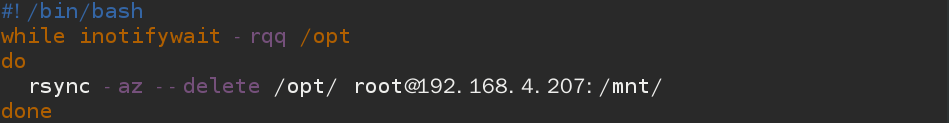 #!/bin/bash
while inotifywait -rqq /opt
do
  rsync -az --delete /opt/ root@192.168.4.207:/mnt/
done